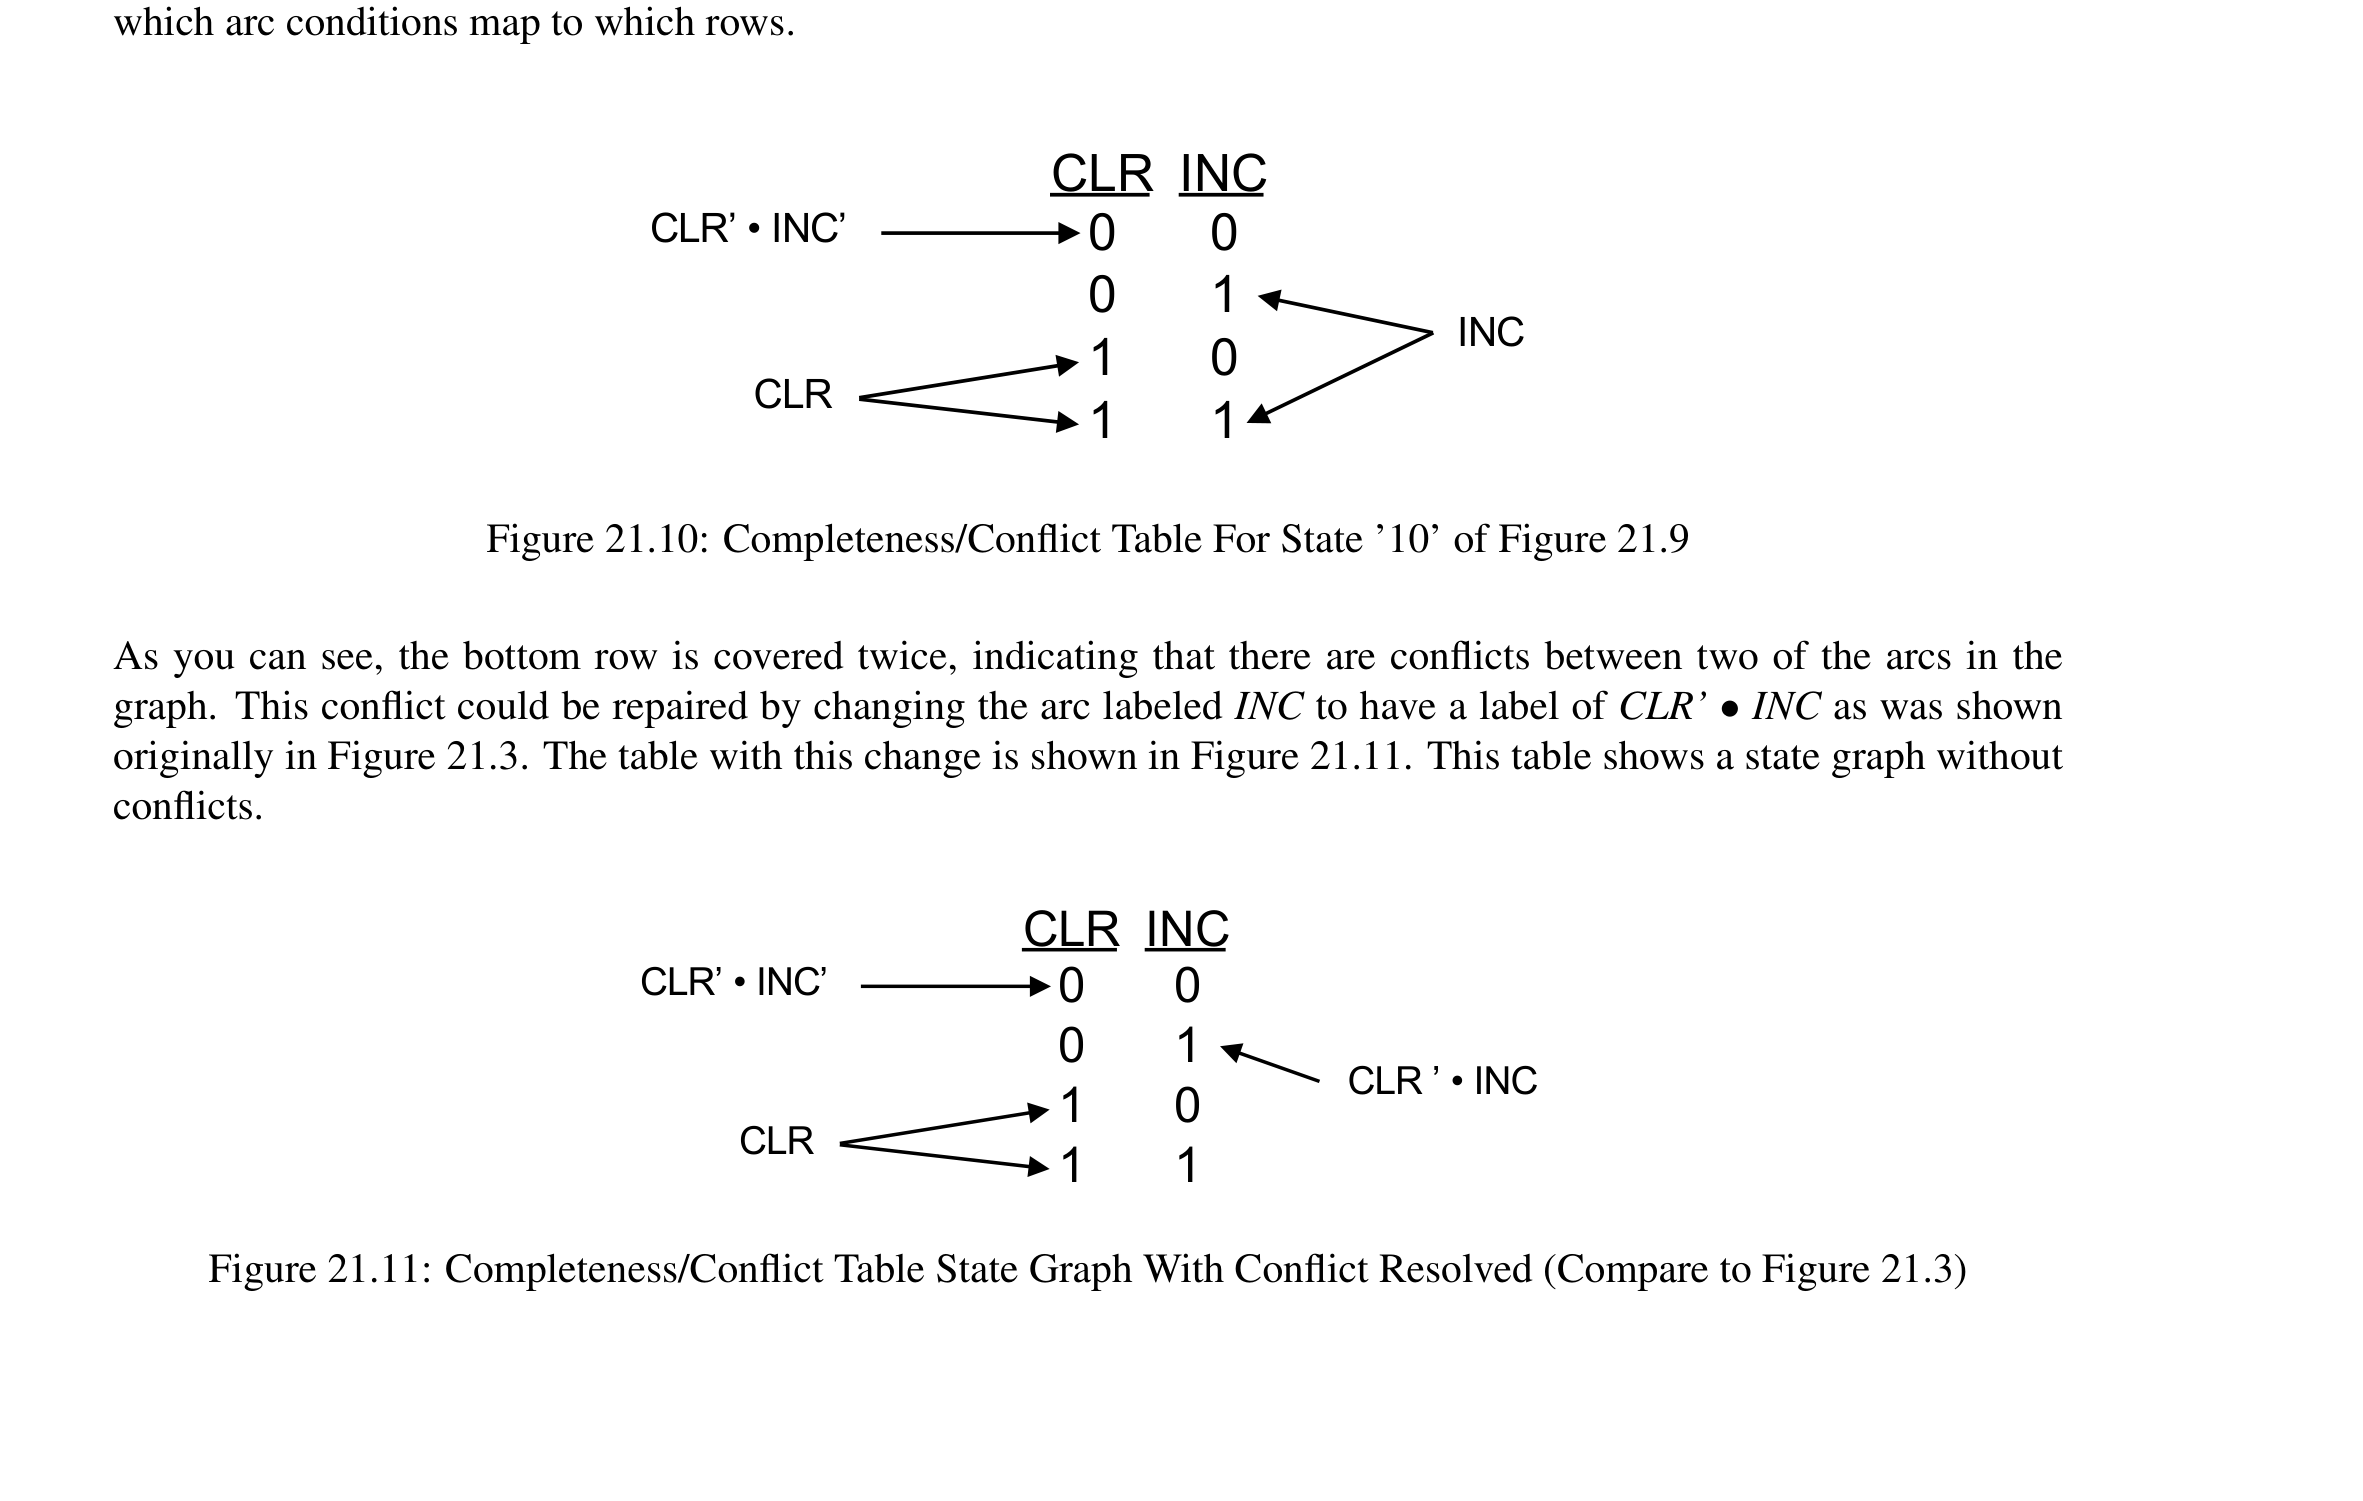 which arc conditions map to which rows.
CLR INC
CLR’ • INC’ 0 0
0 1
INC
1 0
CLR
1 1
Figure 21.10: Completeness/Conflict Table For State ’10’ of Figure 21.9
As you can see, the bottom row is covered twice, indicating that there are conflicts between two of the arcs in the
graph. This conflict could be repaired by changing the arc labeled INC to have a label of CLR’ • INC as was shown
originally in Figure 21.3. The table with this change is shown in Figure 21.11. This table shows a state graph without
conflicts.
CLR INC
CLR’ • INC’ 0 0
0 1
CLR ’ • INC
1 0
CLR
1 1
Figure 21.11: Completeness/Conflict Table State Graph With Conflict Resolved (Compare to Figure 21.3)